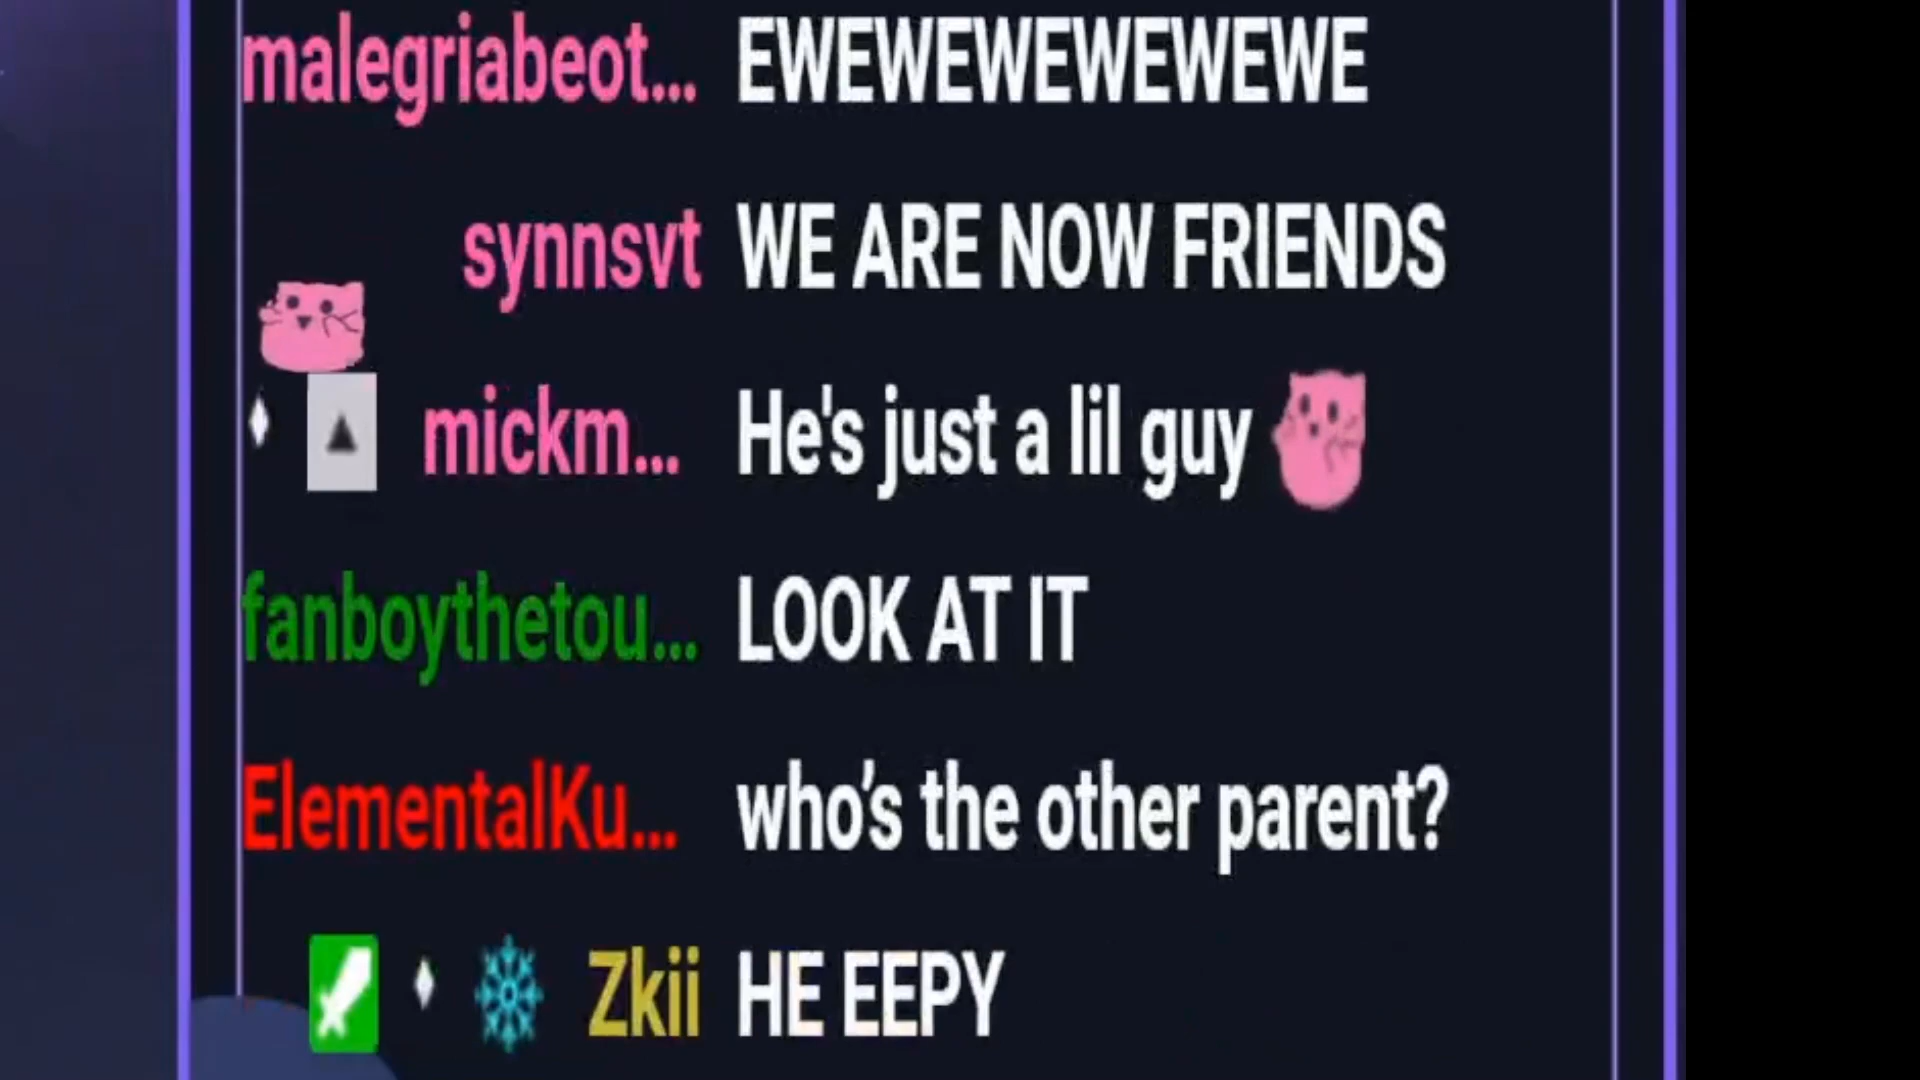 malegriabeot... EWEWEWEWEWEWE
synnsvt WE ARE NOW FRIENDS
mickm... He's just a lil guy
fanboythetou... LOOK AT IT
ElementalKu... who's the other parent?
Zkii HE EEPY